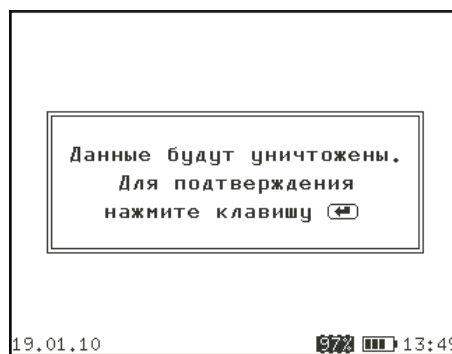 Данные будут уничтожены.
Для подтверждения
нажмите клавишу
19.01.10 97% 13:49